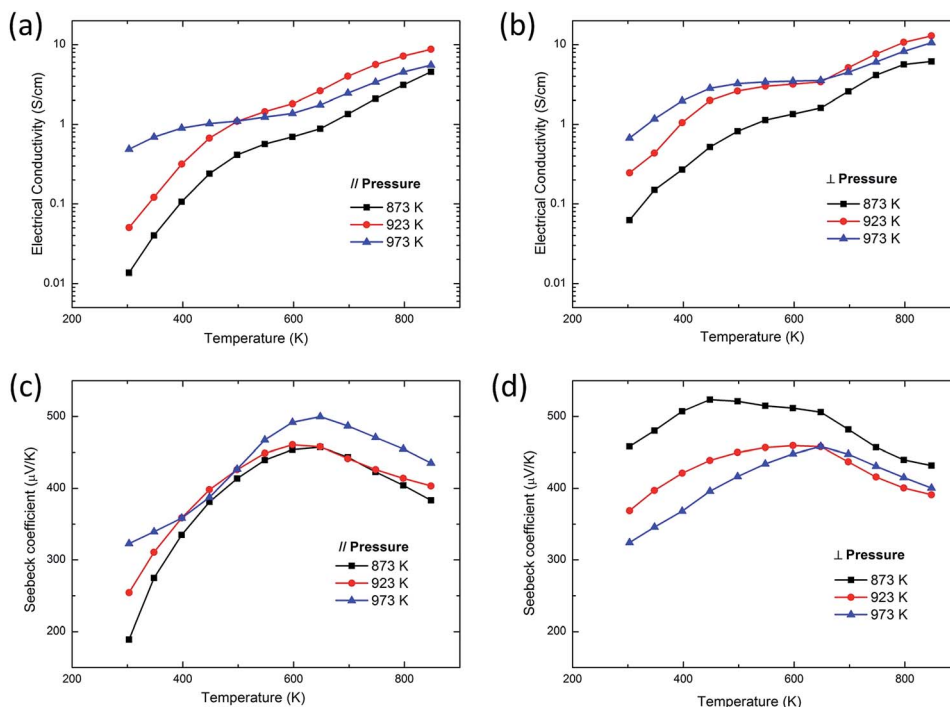 (a)
Electrical Conductivity (S/cm)
10
1
0.1
0.01
// Pressure
873 K
923 K
973 K
200
400
600
800
Temperature (K)
(b)
Electrical Conductivity (S/cm)
10
1
0.1
0.01
⊥ Pressure
873 K
923 K
973 K
200
400
600
800
Temperature (K)
(c)
Seebeck coefficient (μV/K)
500
400
300
200
// Pressure
873 K
923 K
973 K
200
400
600
800
Temperature (K)
(d)
Seebeck coefficient (μV/K)
500
400
300
200
⊥ Pressure
873 K
923 K
973 K
200
400
600
800
Temperature (K)